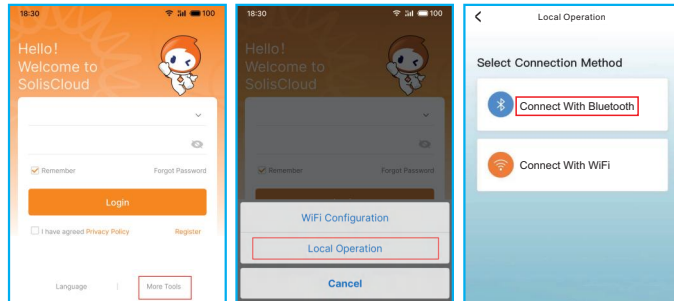 18:30
100
Hello!
Welcome to
SolisCloud
Remember
Forgot Password
Login
I have agreed Privacy Policy
Register
Language
More Tools
18:30
100
Hello!
Welcome to
SolisCloud
Remember
Forgot Password
WiFi Configuration
Local Operation
Cancel
Local Operation
Select Connection Method
Connect With Bluetooth
Connect With WiFi